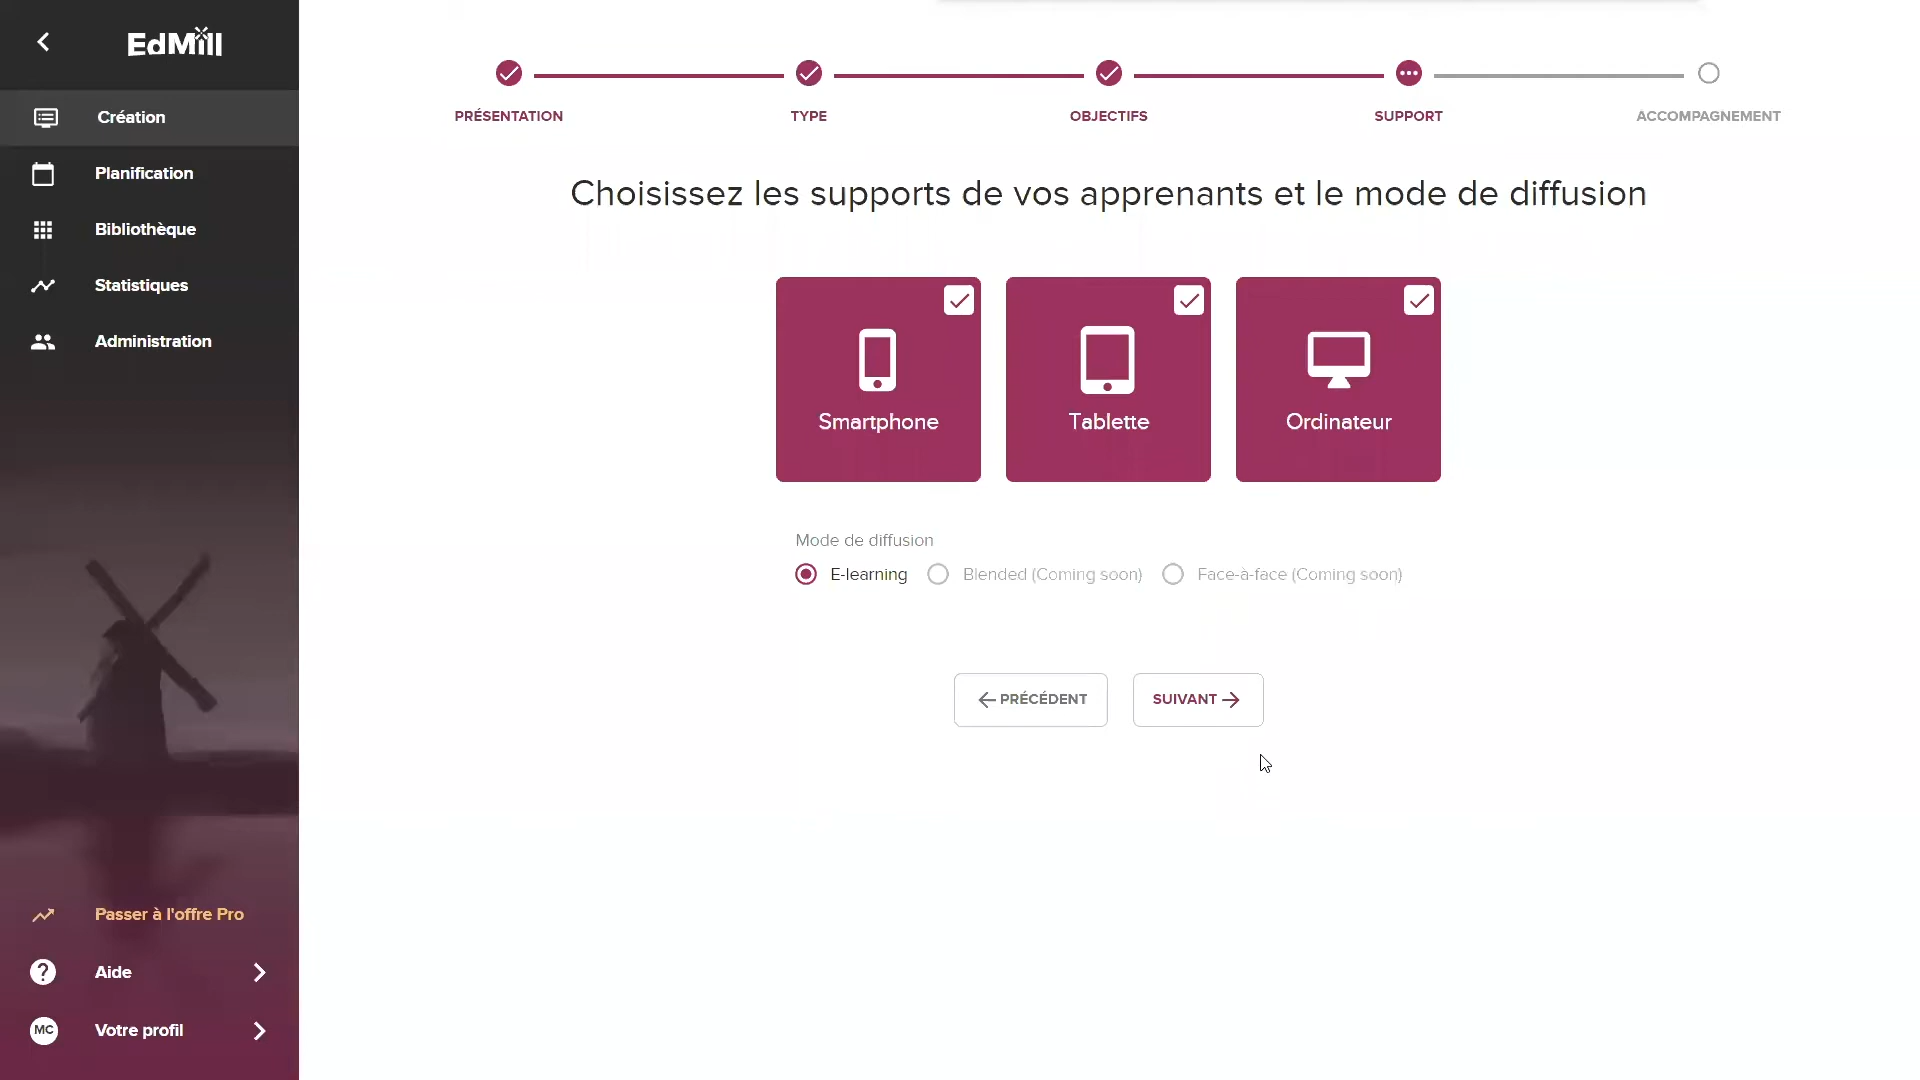 EdMill
Création
Planification
Bibliothèque
Statistiques
Administration
Passer à l'offre Pro
? Aide
MC Votre profil
PRÉSENTATION
TYPE
OBJECTIFS
SUPPORT
ACCOMPAGNEMENT
Choisissez les supports de vos apprenants et le mode de diffusion
Smartphone
Tablette
Ordinateur
Mode de diffusion
E-learning
Blended (Coming soon)
Face-à-face (Coming soon)
PRÉCÉDENT
SUIVANT